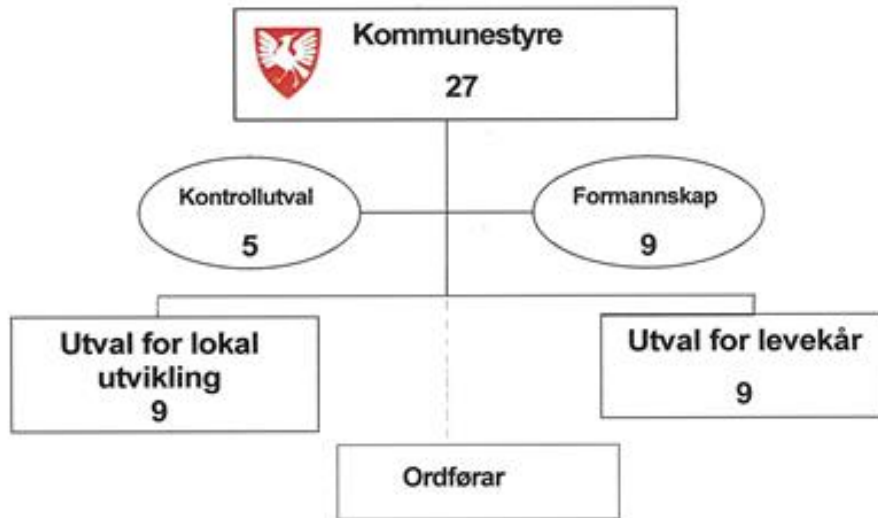 Kommunestyre
27
Kontrollutval
5
Formannskap
9
Utval for lokal
utvikling
9
Utval for levekår
9
Ordførar